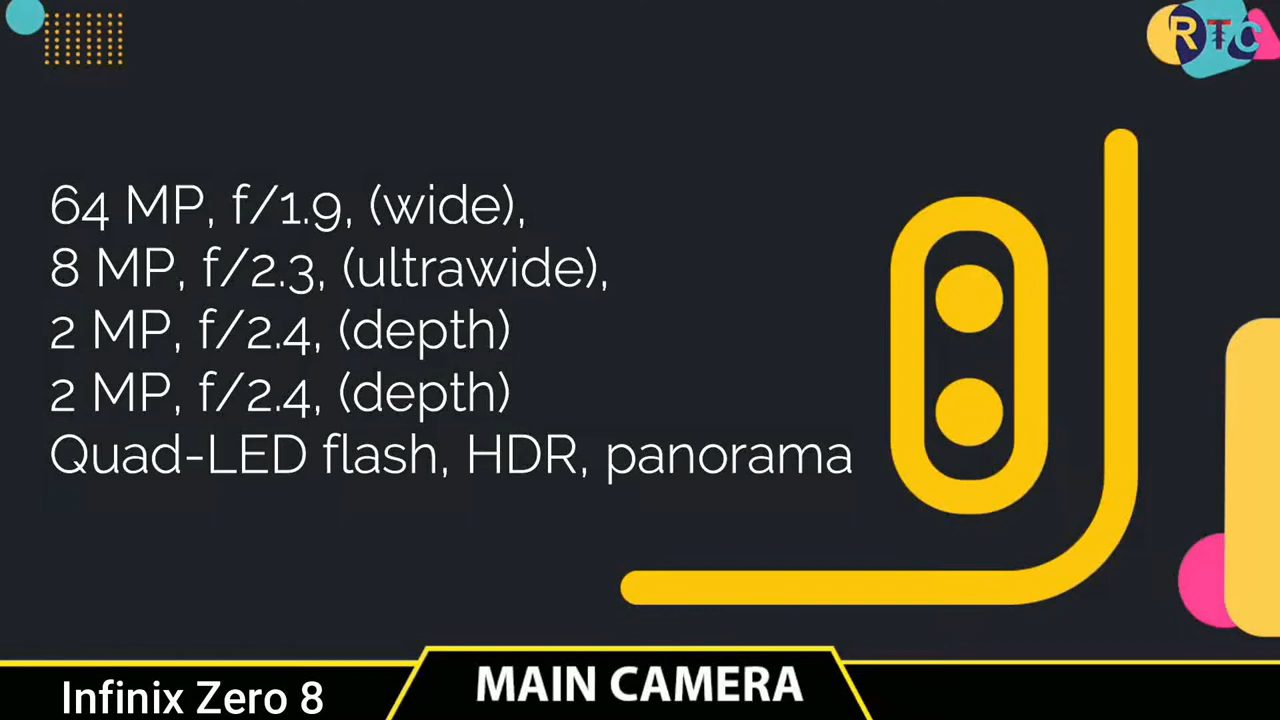 RTC
64 MP, f/1.9, (wide),
8 MP, f/2.3, (ultrawide),
2 MP, f/2.4, (depth)
2 MP, f/2.4, (depth)
Quad-LED flash, HDR, panorama
MAIN CAMERA
Infinix Zero 8